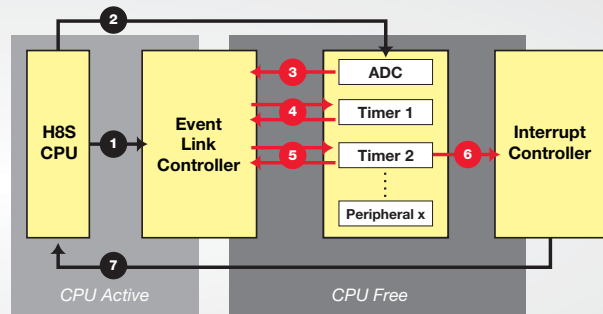 2
H8S
CPU
1
Event
Link
Controller
3
4
5
ADC
Timer 1
Timer 2
Peripheral x
6
Interrupt
Controller
7
CPU Active
CPU Free